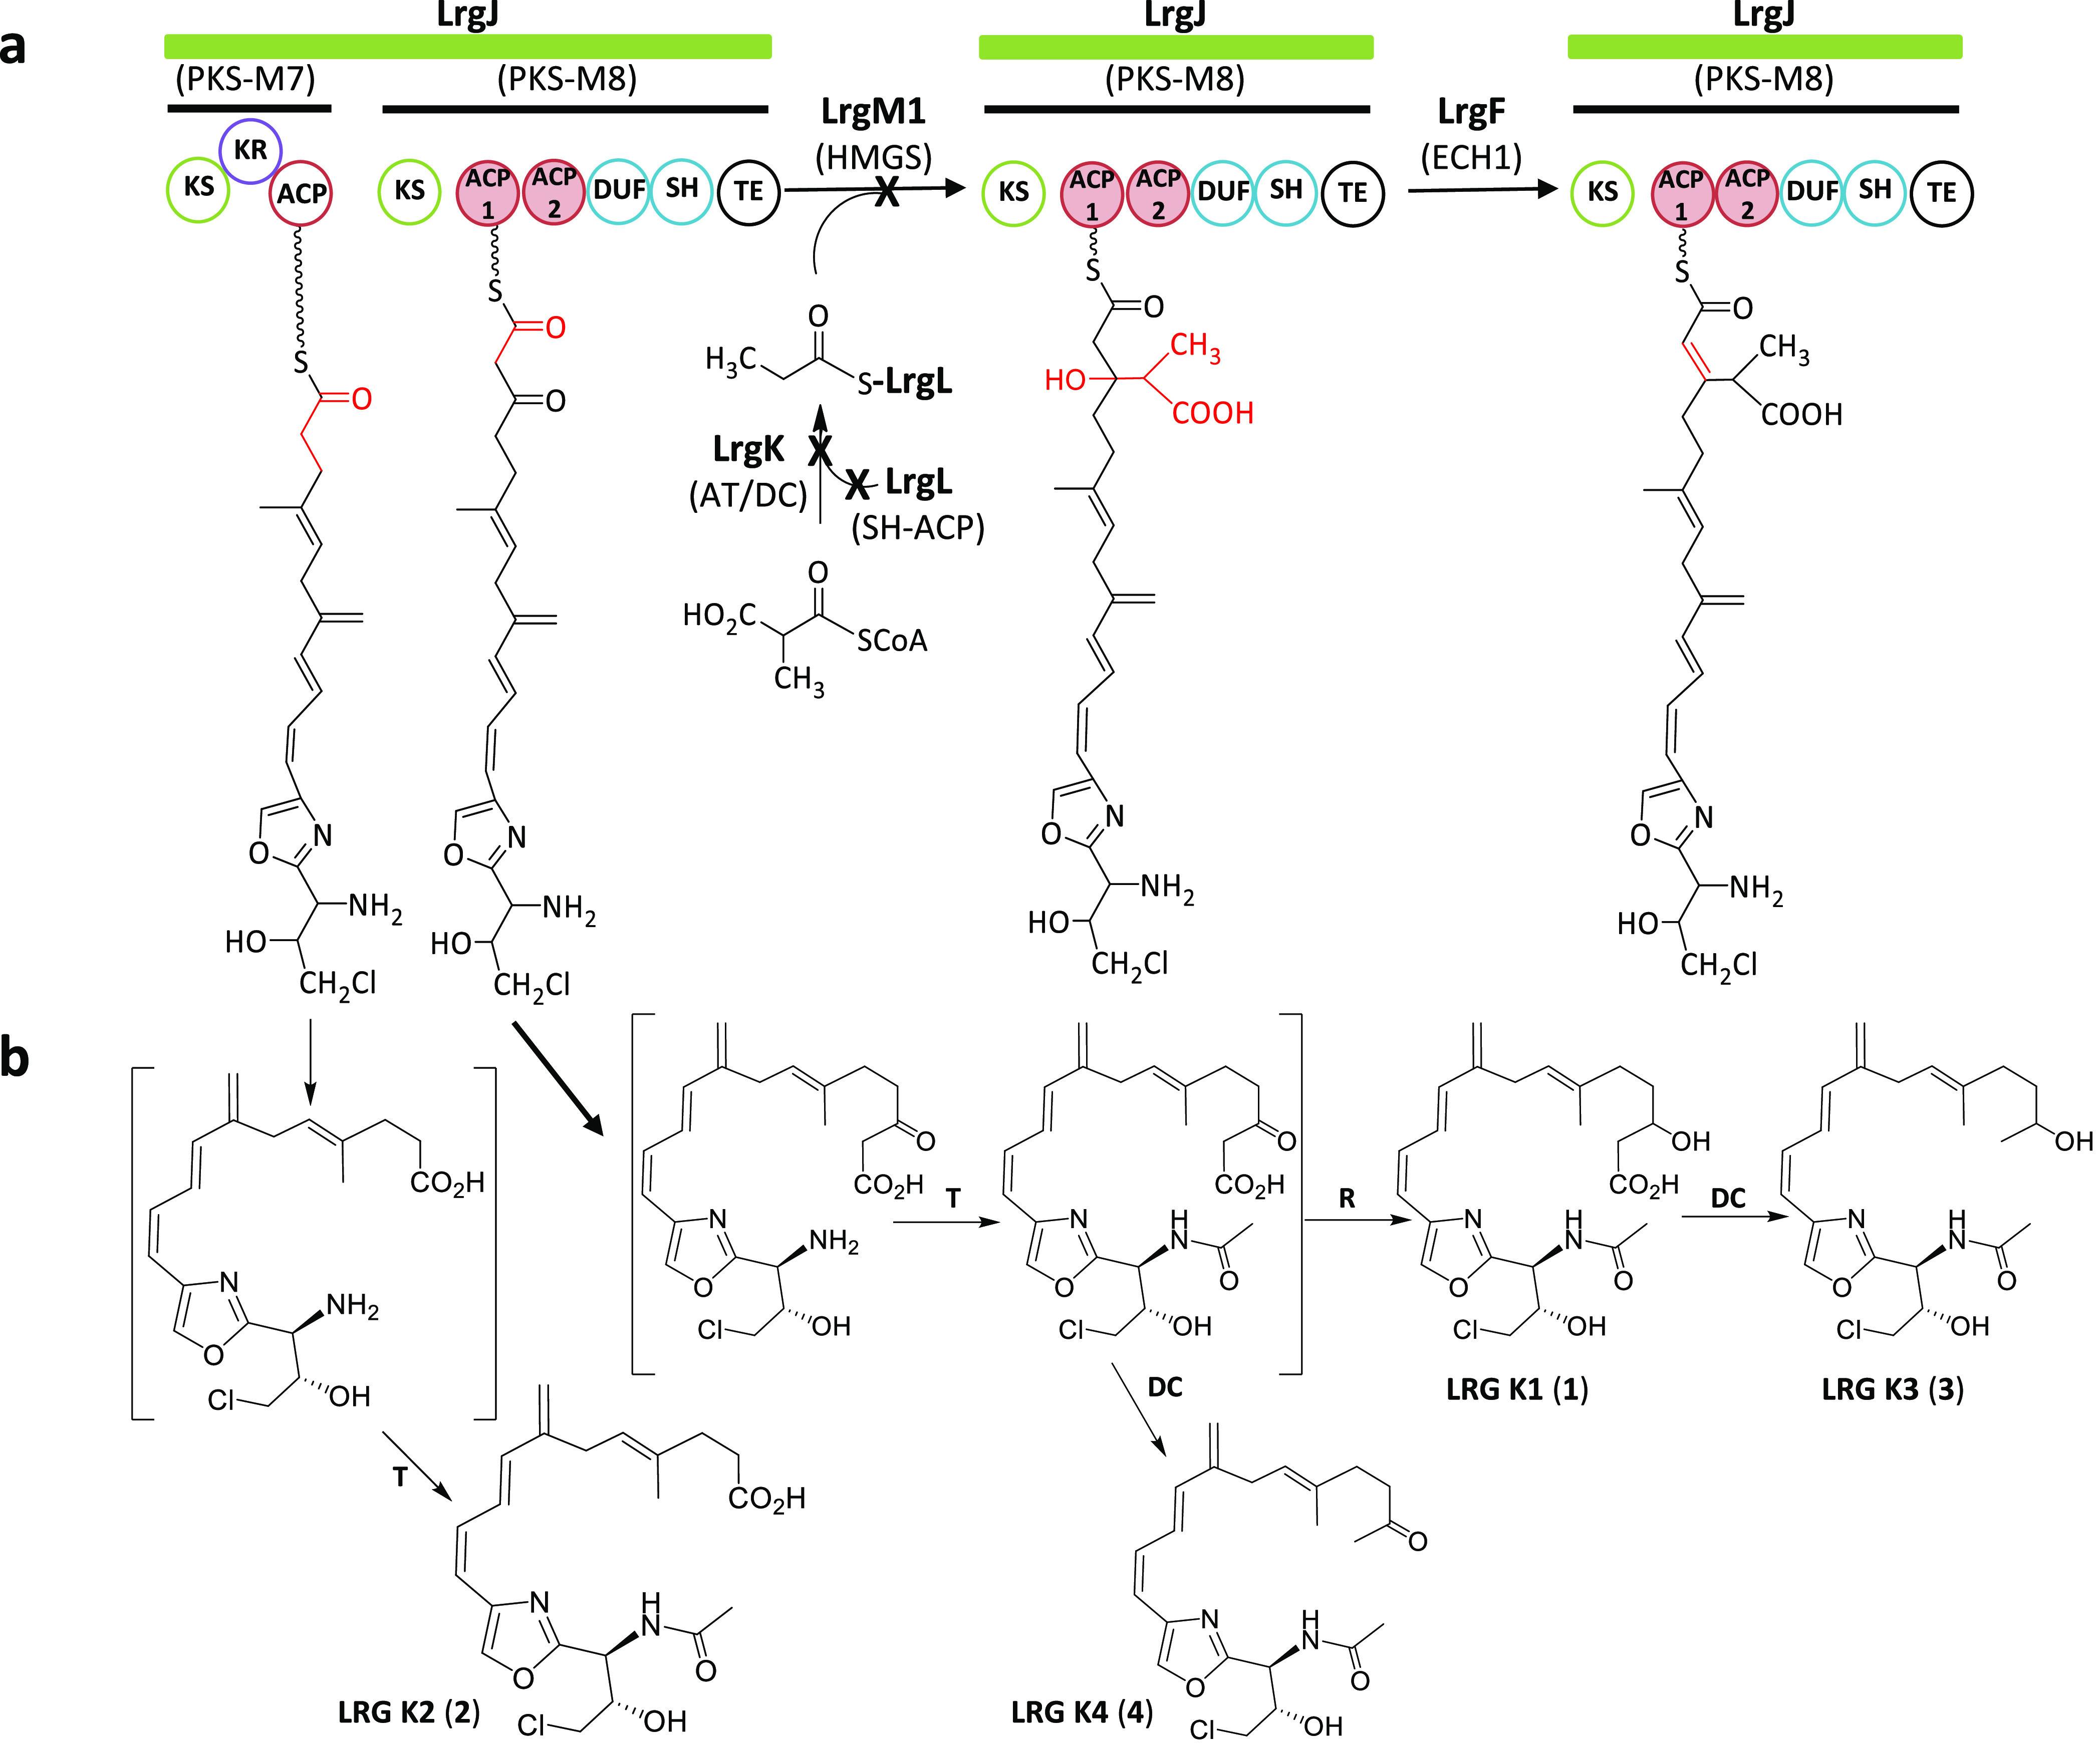 a
LrgJ
LrgJ
LrgJ
(PKS-M7)
(PKS-M8)
(PKS-M8)
(PKS-M8)
LrgM1
(HMGS)
LrgF
(ECH1)
KS
KR
ACP
KS
ACP
1
ACP
2
DUF
SH
TE
X
KS
ACP
1
ACP
2
DUF
SH
TE
KS
ACP
1
ACP
2
DUF
SH
TE
S
O
S
O
O
O
H3C
S-LrgL
LrgK
(AT/DC)
X
X
LrgL
(SH-ACP)
O
HO2C
SCoA
CH3
S
O
CH3
HO
COOH
S
O
CH3
COOH
N
O
NH2
HO
CH2Cl
N
O
NH2
HO
CH2Cl
N
O
NH2
HO
CH2Cl
N
O
NH2
HO
CH2Cl
b
CO2H
N
O
NH2
Cl
OH
T
O
CO2H
N
O
NH2
Cl
OH
T
O
CO2H
N
O
H
N
O
Cl
OH
R
OH
CO2H
N
O
H
N
O
Cl
OH
LRG K1 (1)
DC
OH
N
O
H
N
O
Cl
OH
LRG K3 (3)
DC
CO2H
N
O
H
N
O
Cl
OH
LRG K2 (2)
O
N
O
H
N
O
Cl
OH
LRG K4 (4)